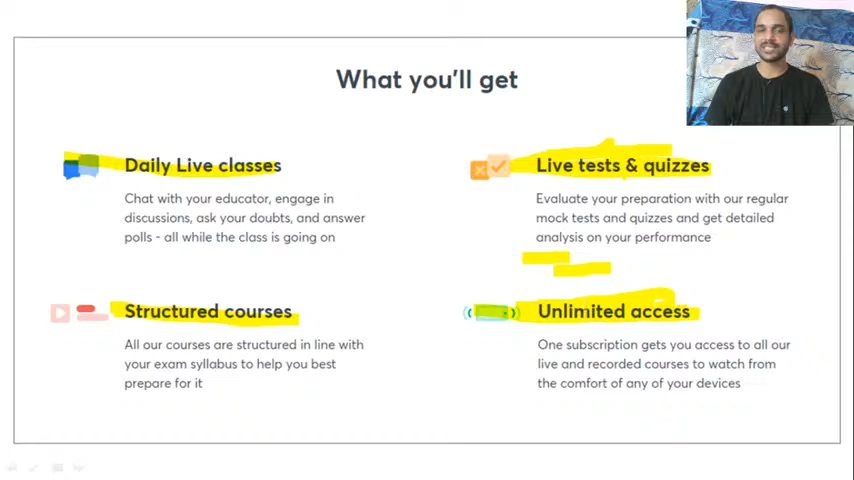 What you'll get
Daily Live classes
Chat with your educator, engage in
discussions, ask your doubts, and answer
polls - all while the class is going on
Live tests & quizzes
Evaluate your preparation with our regular
mock tests and quizzes and get detailed
analysis on your performance
Structured courses
All our courses are structured in line with
your exam syllabus to help you best
prepare for it
Unlimited access
One subscription gets you access to all our
live and recorded courses to watch from
the comfort of any of your devices